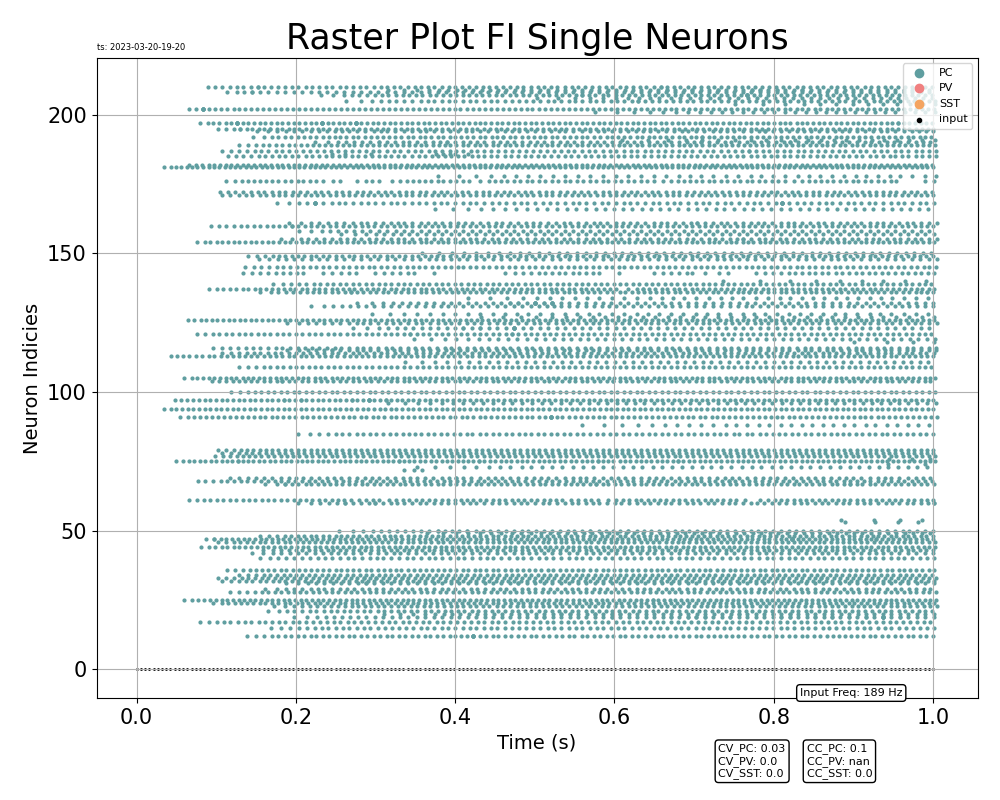 Raster Plot FI Single Neurons
ts: 2023-03-20-19-20
PC
PV
SST
input
200
150
100
50
0
Neuron Indicies
Input Freq: 189 Hz
0.0 0.2 0.4 0.6 0.8 1.0
Time (s)
CV_PC: 0.03
CV_PV: 0.0
CV_SST: 0.0
CC_PC: 0.1
CC_PV: nan
CC_SST: 0.0